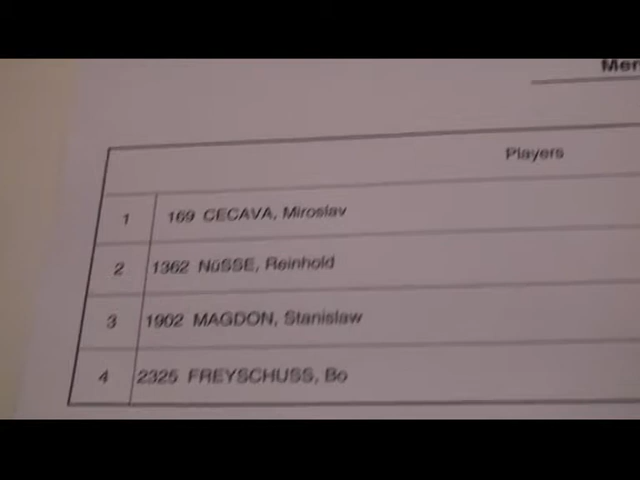 Players
1 169 CECAVA, Miroslav
2 1362 NüSSE, Reinhold
3 1902 MAGDON, Stanislaw
4 2325 FREYSCHUSS, Bo